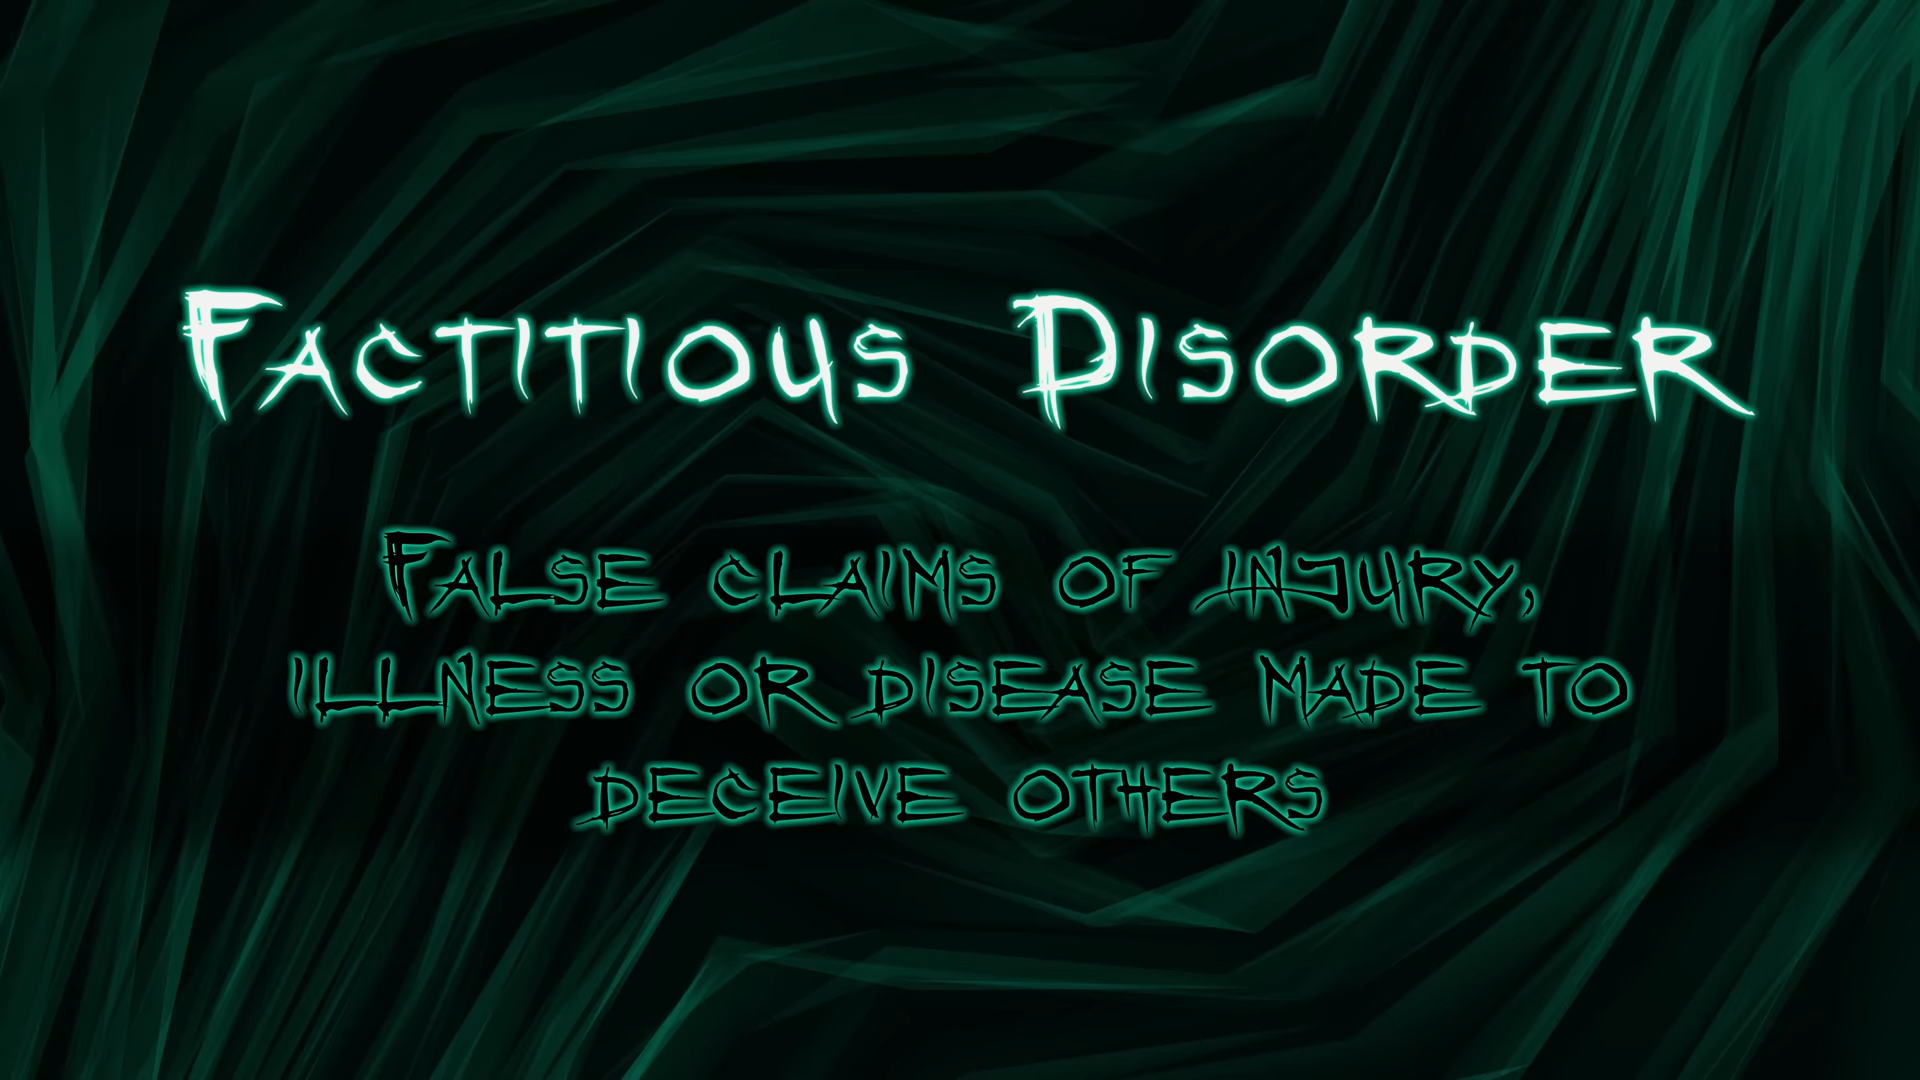 Factitious Disorder
False claims of injury,
illness or disease made to
deceive others